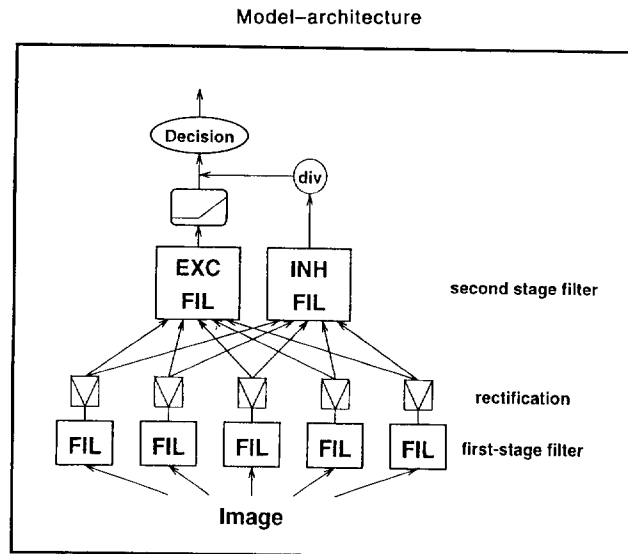 Model-architecture
Decision
div
EXC FIL
INH FIL
second stage filter
rectification
FIL FIL FIL FIL FIL
first-stage filter
Image